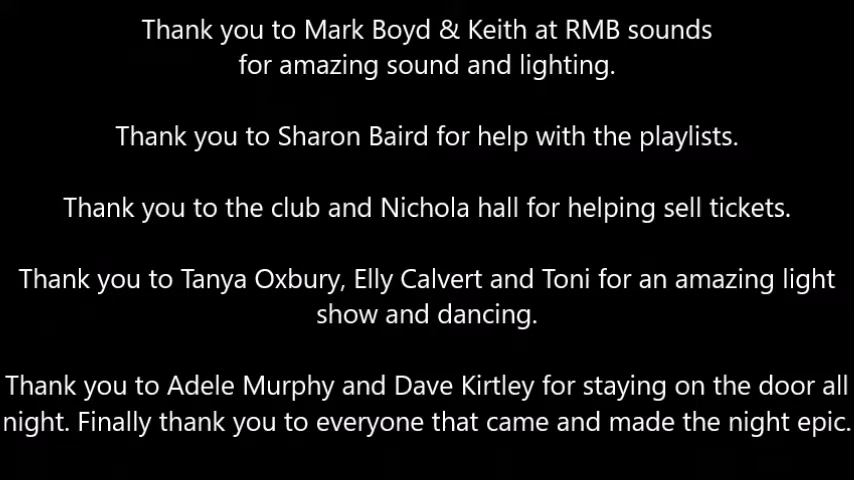 Thank you to Mark Boyd & Keith at RMB sounds
for amazing sound and lighting.
Thank you to Sharon Baird for help with the playlists.
Thank you to the club and Nichola hall for helping sell tickets.
Thank you to Tanya Oxbury, Elly Calvert and Toni for an amazing light
show and dancing.
Thank you to Adele Murphy and Dave Kirtley for staying on the door all
night. Finally thank you to everyone that came and made the night epic.